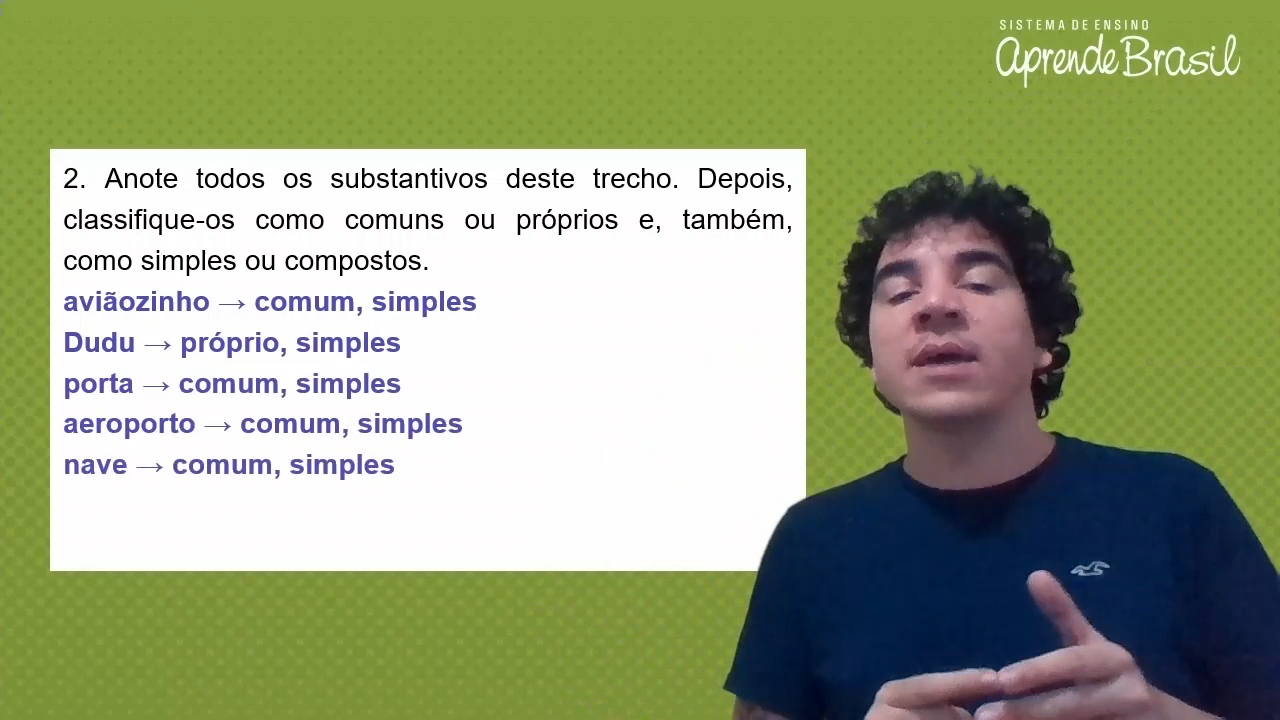 SISTEMA DE ENSINO
aprende Brasil
2. Anote todos os substantivos deste trecho. Depois,
classifique-os como comuns ou próprios e, também,
como simples ou compostos.
aviãozinho → comum, simples
Dudu → próprio, simples
porta → comum, simples
aeroporto → comum, simples
nave → comum, simples